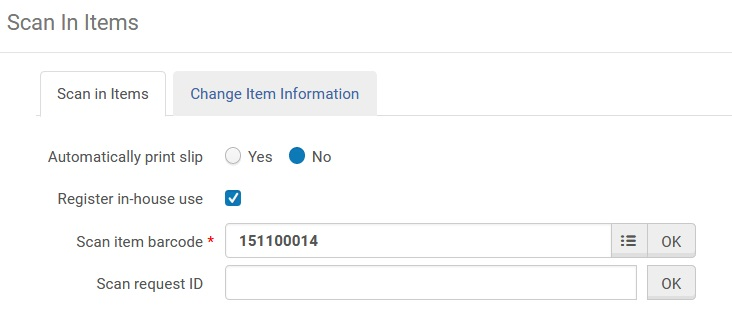 Scan In Items
Scan in Items Change Item Information
Automatically print slip Yes No
Register in-house use
Scan item barcode * 151100014 OK
Scan request ID OK